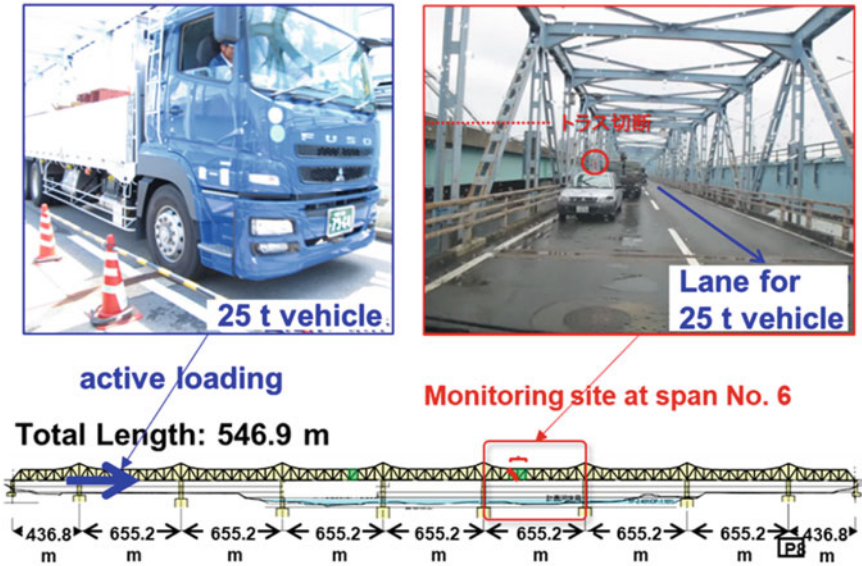 FUSO
25 t vehicle
トラス切断
Lane for
25 t vehicle
active loading
Monitoring site at span No. 6
Total Length: 546.9 m
436.8 m
655.2 m
655.2 m
655.2 m
655.2 m
655.2 m
655.2 m
655.2 m
436.8 m
P8